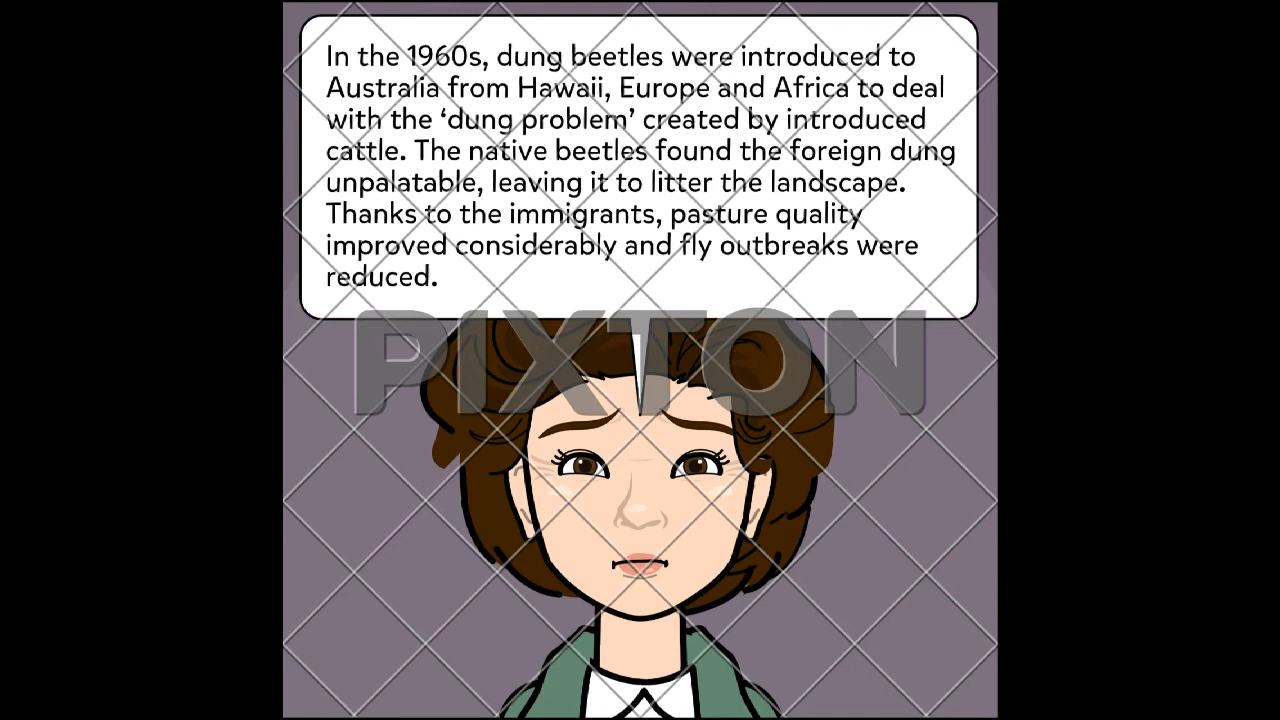 In the 1960s, dung beetles were introduced to
Australia from Hawaii, Europe and Africa to deal
with the ‘dung problem’ created by introduced
cattle. The native beetles found the foreign dung
unpalatable, leaving it to litter the landscape.
Thanks to the immigrants, pasture quality
improved considerably and fly outbreaks were
reduced.
PIXTON